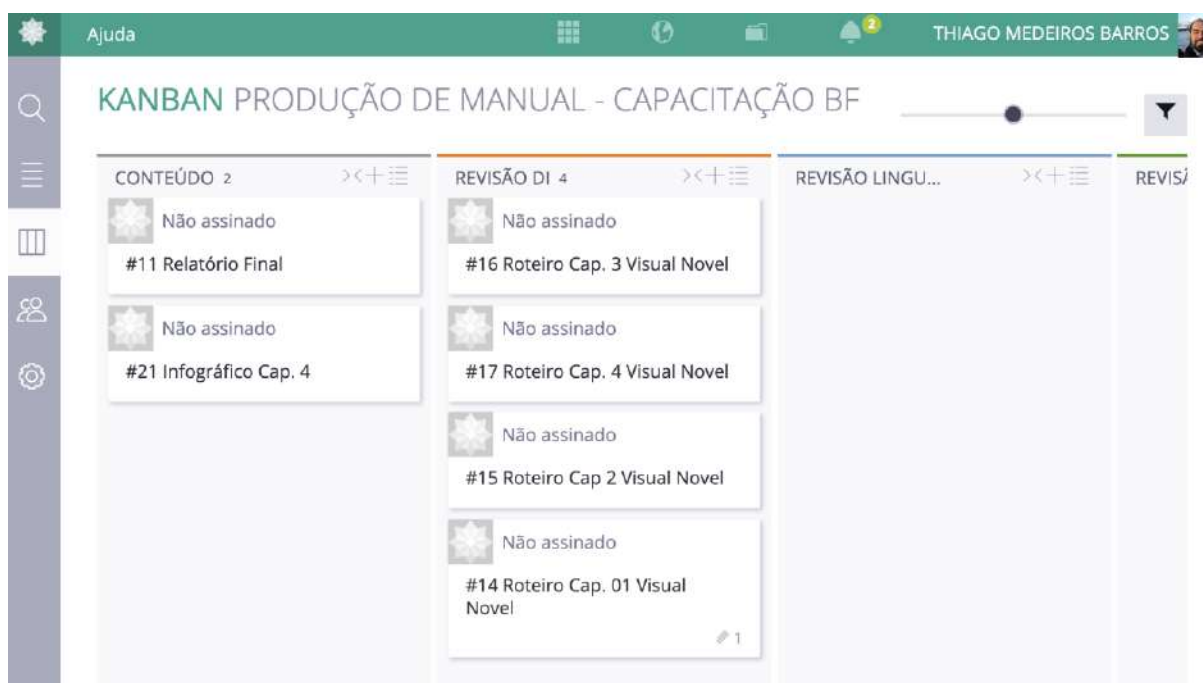 Ajuda
2
THIAGO MEDEIROS BARROS
KANBAN PRODUÇÃO DE MANUAL - CAPACITAÇÃO BF
CONTEÚDO 2
Não assinado
#11 Relatório Final
Não assinado
#21 Infográfico Cap. 4
REVISÃO DI 4
Não assinado
#16 Roteiro Cap. 3 Visual Novel
Não assinado
#17 Roteiro Cap. 4 Visual Novel
Não assinado
#15 Roteiro Cap 2 Visual Novel
Não assinado
#14 Roteiro Cap. 01 Visual
Novel
1
REVISÃO LINGU...
REVISÃ